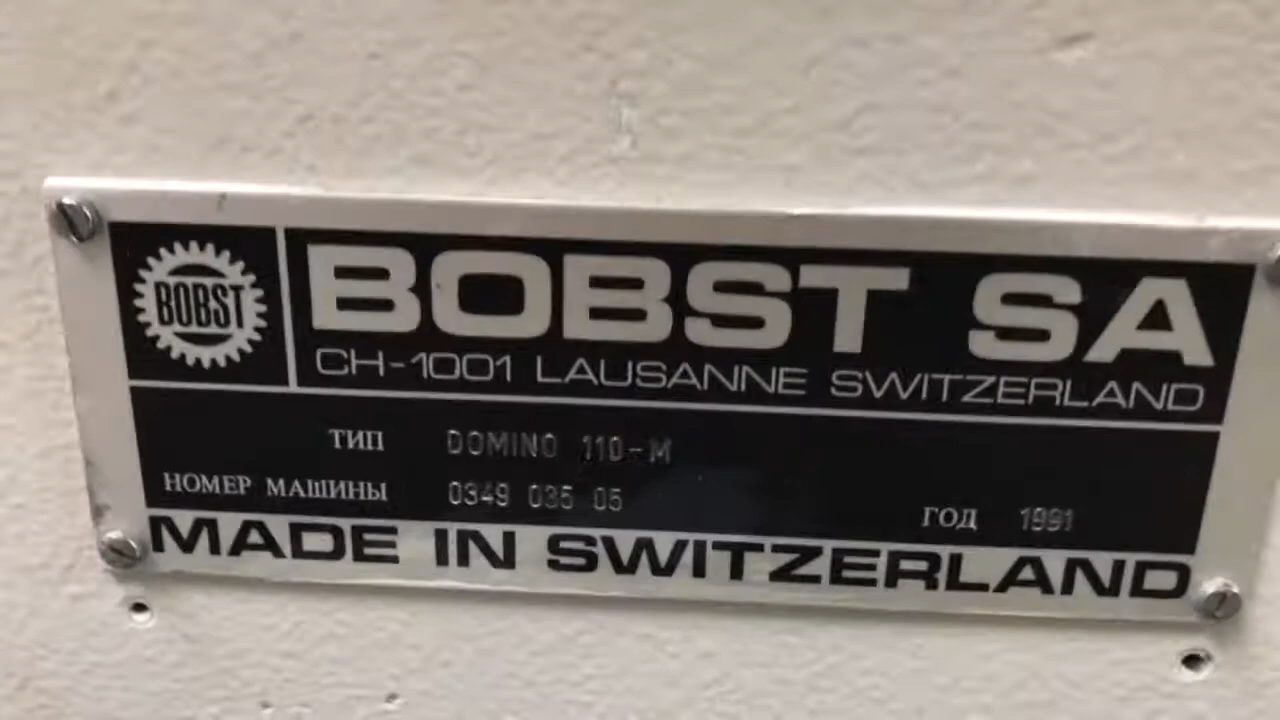 BOBST
BOBST SA
CH-1001 LAUSANNE SWITZERLAND
ТИП DOMINO 110-M
НОМЕР МАШИНЫ 0349 035 05
ГОД 1991
MADE IN SWITZERLAND